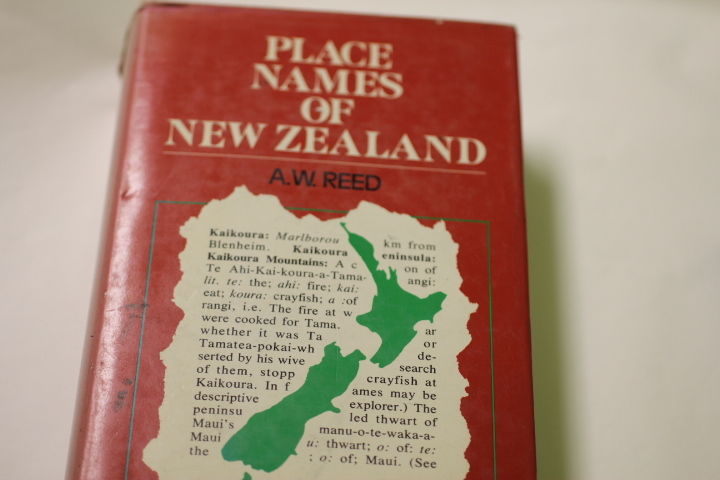 PLACE
NAMES
OF
NEW ZEALAND
A.W. REED
Kaikoura: Marlborou km from
Blenheim. Kaikoura eninsula:
Kaikoura Mountains: A c on of
Te Ahi-Kai-koura-a-Tama- angi:
lit. te: the; ahi: fire; kai:
eat; koura: crayfish; a :of
rangi, i.e. The fire at w
were cooked for Tama. ar
whether it was Ta or
Tamatea-pokai-wh de-
serted by his wive search
of them, stopp crayfish at
Kaikoura. In f ames may be
descriptive explorer.) The
peninsu led thwart of
Maui's manu-o-te-waka-a-
Maui u: thwart; o: of: te:
the ; o: of; Maui. (See